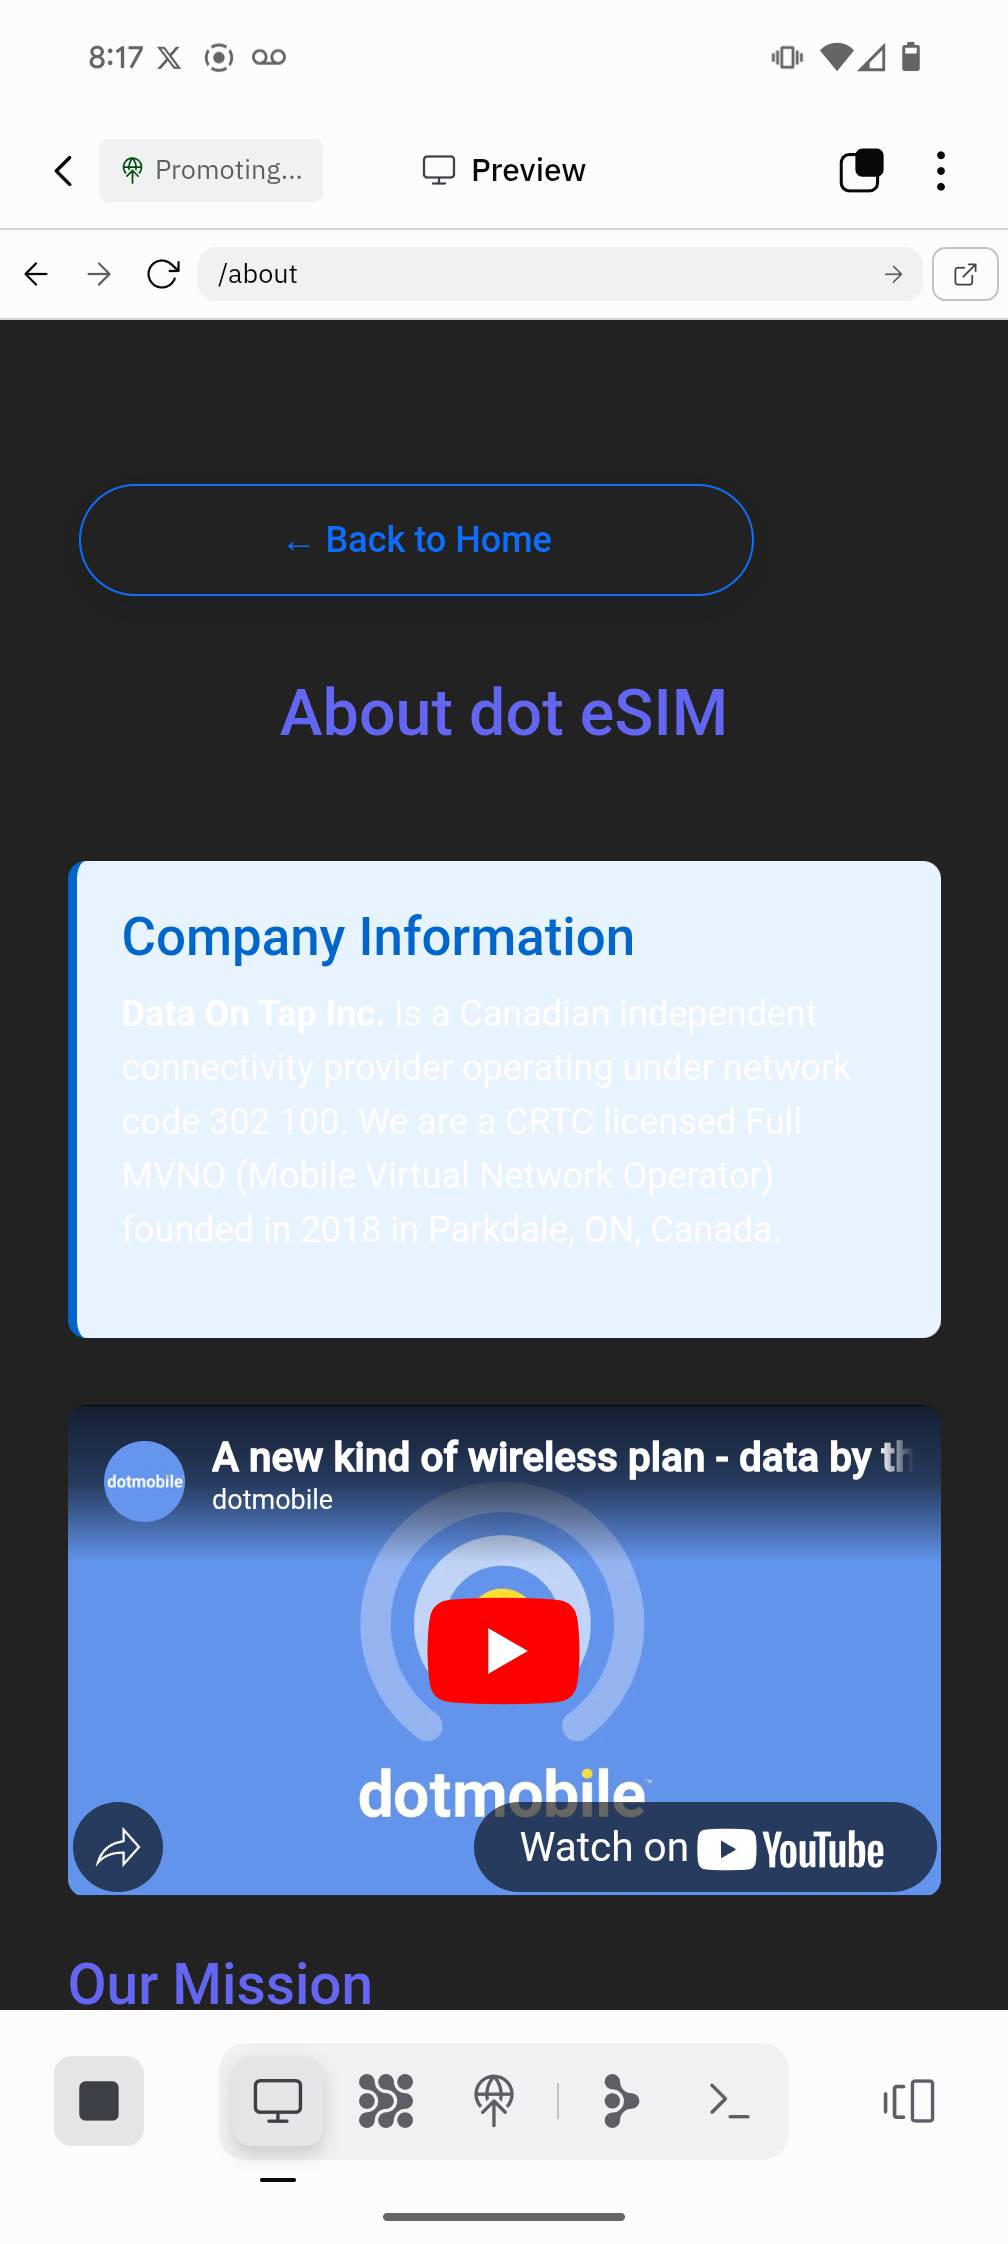 8:17
Promoting...
Preview
/about
← Back to Home
About dot eSIM
Company Information
Data On Tap Inc. is a Canadian independent
connectivity provider operating under network
code 302 100. We are a CRTC licensed Full
MVNO (Mobile Virtual Network Operator)
founded in 2018 in Parkdale, ON, Canada.
dotmobile
A new kind of wireless plan - data by th
dotmobile
dotmobile™
Watch on YouTube
Our Mission